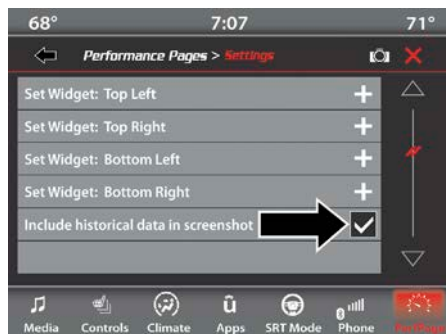 68° 7:07 71°
Performance Pages > Settings
Set Widget: Top Left
Set Widget: Top Right
Set Widget: Bottom Left
Set Widget: Bottom Right
Include historical data in screenshot
Media Controls Climate Apps SRT Mode Phone